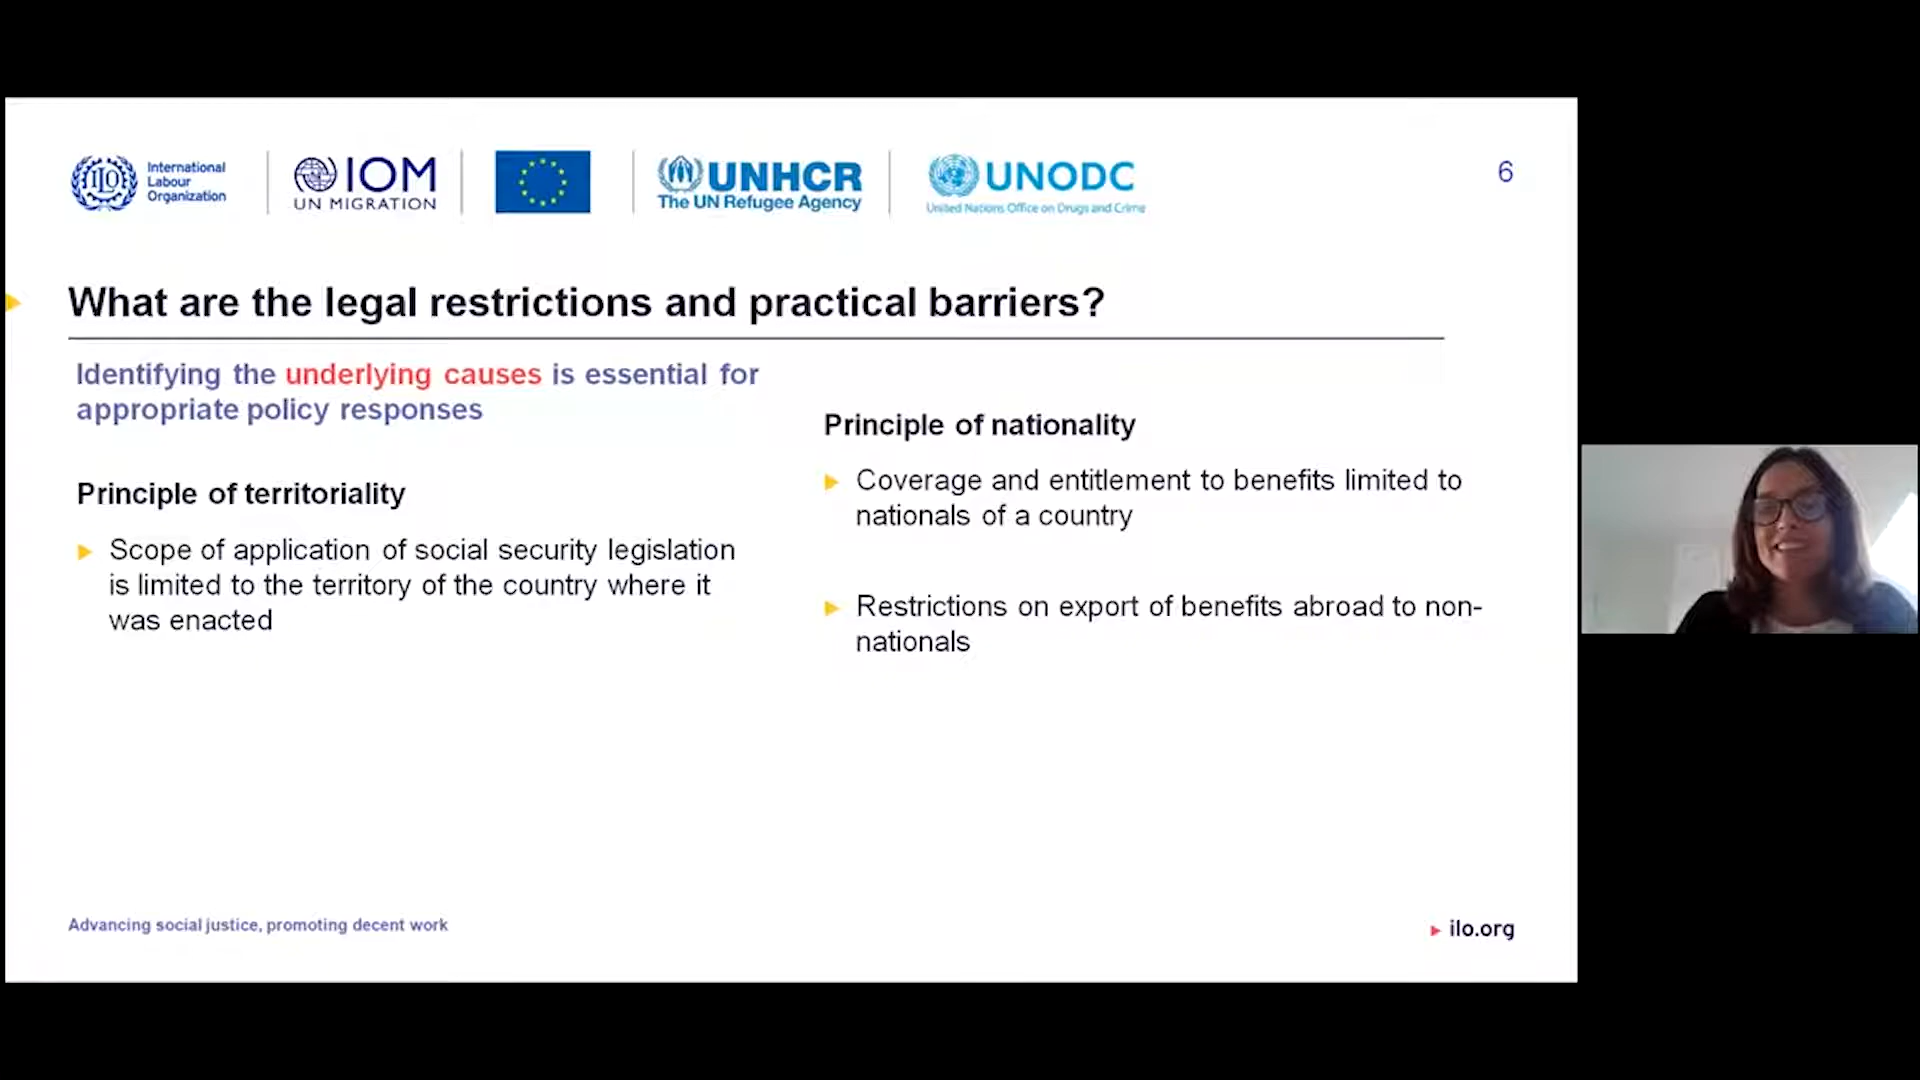 International
Labour
Organization
ILO
IOM
UN MIGRATION
UNHCR
The UN Refugee Agency
UNODC
United Nations Office on Drugs and Crime
6
What are the legal restrictions and practical barriers?
Identifying the underlying causes is essential for
appropriate policy responses
Principle of territoriality
Scope of application of social security legislation
is limited to the territory of the country where it
was enacted
Principle of nationality
Coverage and entitlement to benefits limited to
nationals of a country
Restrictions on export of benefits abroad to non-
nationals
Advancing social justice, promoting decent work
ilo.org